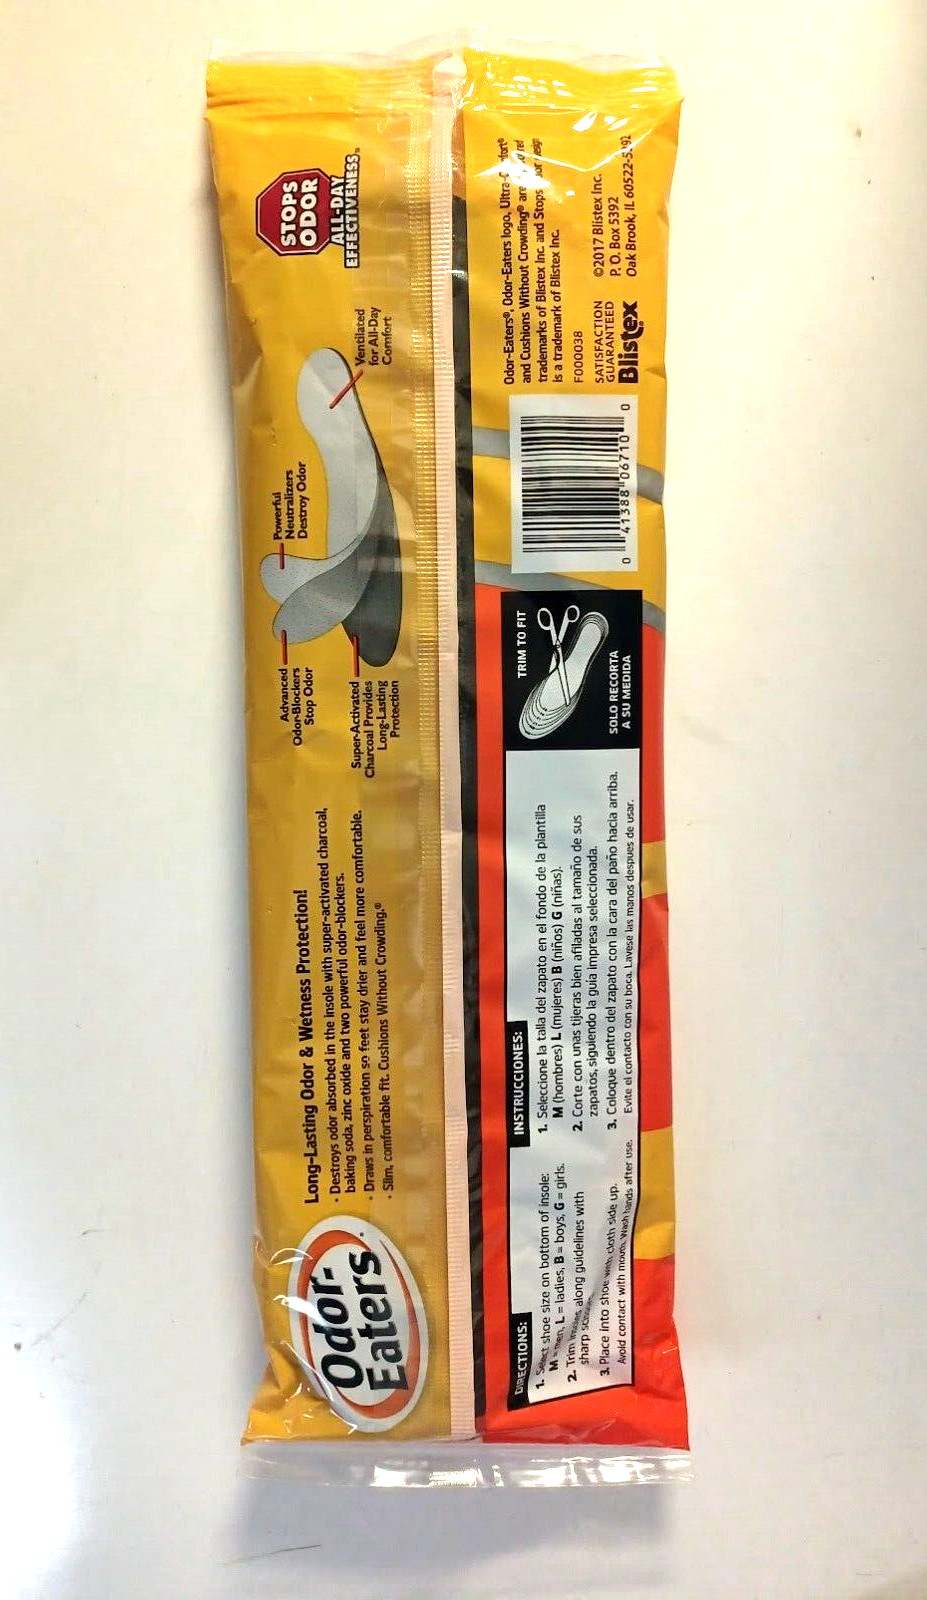 Odor-
Eaters®
Long-Lasting Odor & Wetness Protection!
• Destroys odor absorbed in the insole with super-activated charcoal,
baking soda, zinc oxide and two powerful odor-blockers.
• Draws in perspiration so feet stay drier and feel more comfortable.
• Slim, comfortable fit. Cushions Without Crowding.®
Advanced
Odor-Blockers
Stop Odor
Super-Activated
Charcoal Provides
Long-Lasting
Protection
Powerful
Neutralizers
Destroy Odor
Ventilated
for All-Day
Comfort
STOPS
ODOR
ALL-DAY
EFFECTIVENESS®
DIRECTIONS:
1. Select shoe size on bottom of insole:
M = men, L = ladies, B = boys, G = girls.
2. Trim insoles along guidelines with
sharp
3. Place into shoe with cloth side up.
Avoid contact with mouth. Wash hands after use.
INSTRUCCIONES:
1. Seleccione la talla del zapato en el fondo de la plantilla
M (hombres) L (mujeres) B (niños) G (niñas).
2. Corte con unas tijeras bien afiladas al tamaño de sus
zapatos, siguiendo la guia impresa seleccionada.
3. Coloque dentro del zapato con la cara del paño hacia arriba.
Evite el contacto con su boca. Lavese las manos despues de usar.
TRIM TO FIT
SOLO RECORTA
A SU MEDIDA
0 41388 06710 0
Odor-Eaters®, Odor-Eaters logo,
and Cushions Without Crowding® are
trademarks of Blistex Inc. and Stops
is a trademark of Blistex Inc.
F000038
SATISFACTION
GUARANTEED
Blistex
©2017 Blistex Inc.
P. O. Box 5392
Oak Brook, IL 60522-5392